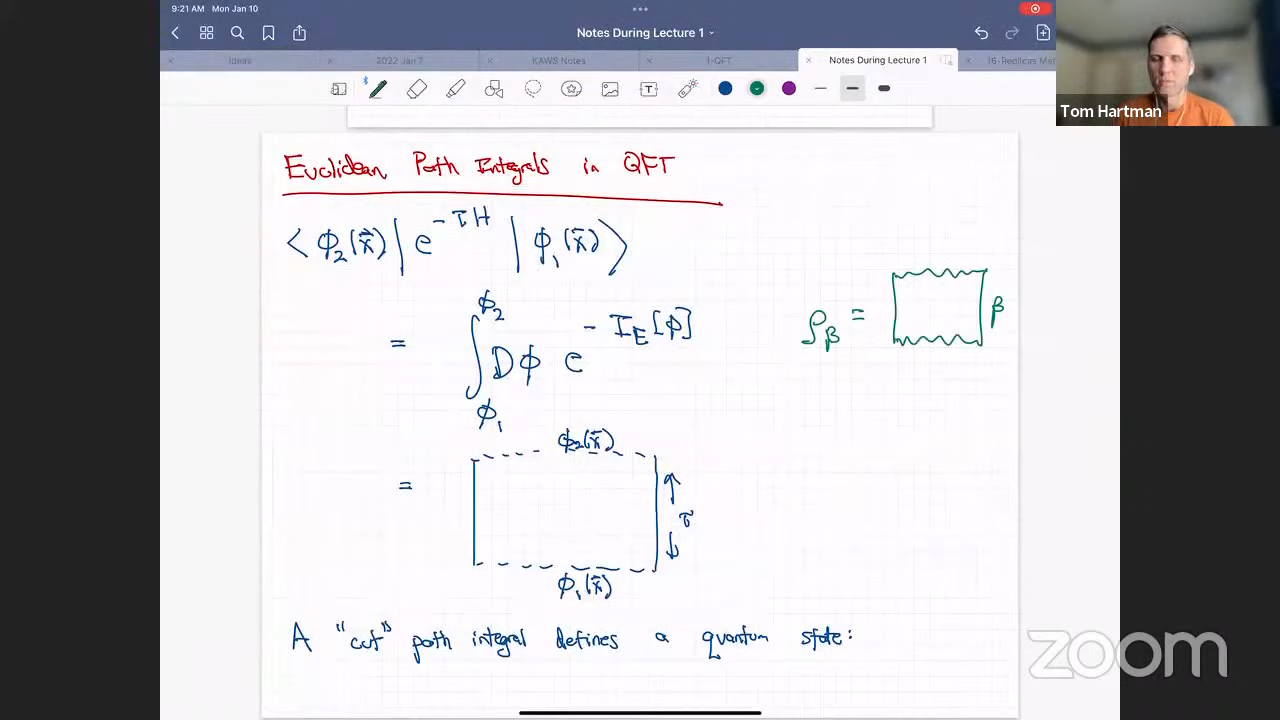 9:21 AM Mon Jan 10
Notes During Lecture 1
Ideas
2022 Jan 7
KAWS Notes
1-QFT
Notes During Lecture 1
16-Replicas Met
Tom Hartman
Euclidean Path Integrals in QFT
⟨ϕ₂(x⃗)| e^{-τH} |ϕ₁(x⃗)⟩
= ∫_{ϕ₁}^{ϕ₂} Dϕ e^{-I_E[ϕ]}
ρ_β =
β
ϕ₂(x⃗)
=
τ
ϕ₁(x⃗)
A "cut" path integral defines a quantum state:
zoom